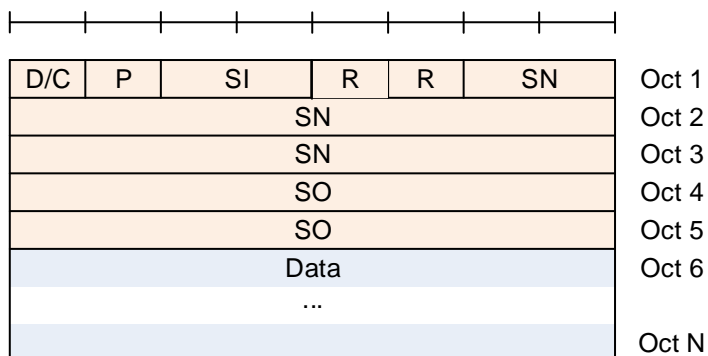 D/C P SI R R SN Oct 1
SN Oct 2
SN Oct 3
SO Oct 4
SO Oct 5
Data Oct 6
...
Oct N